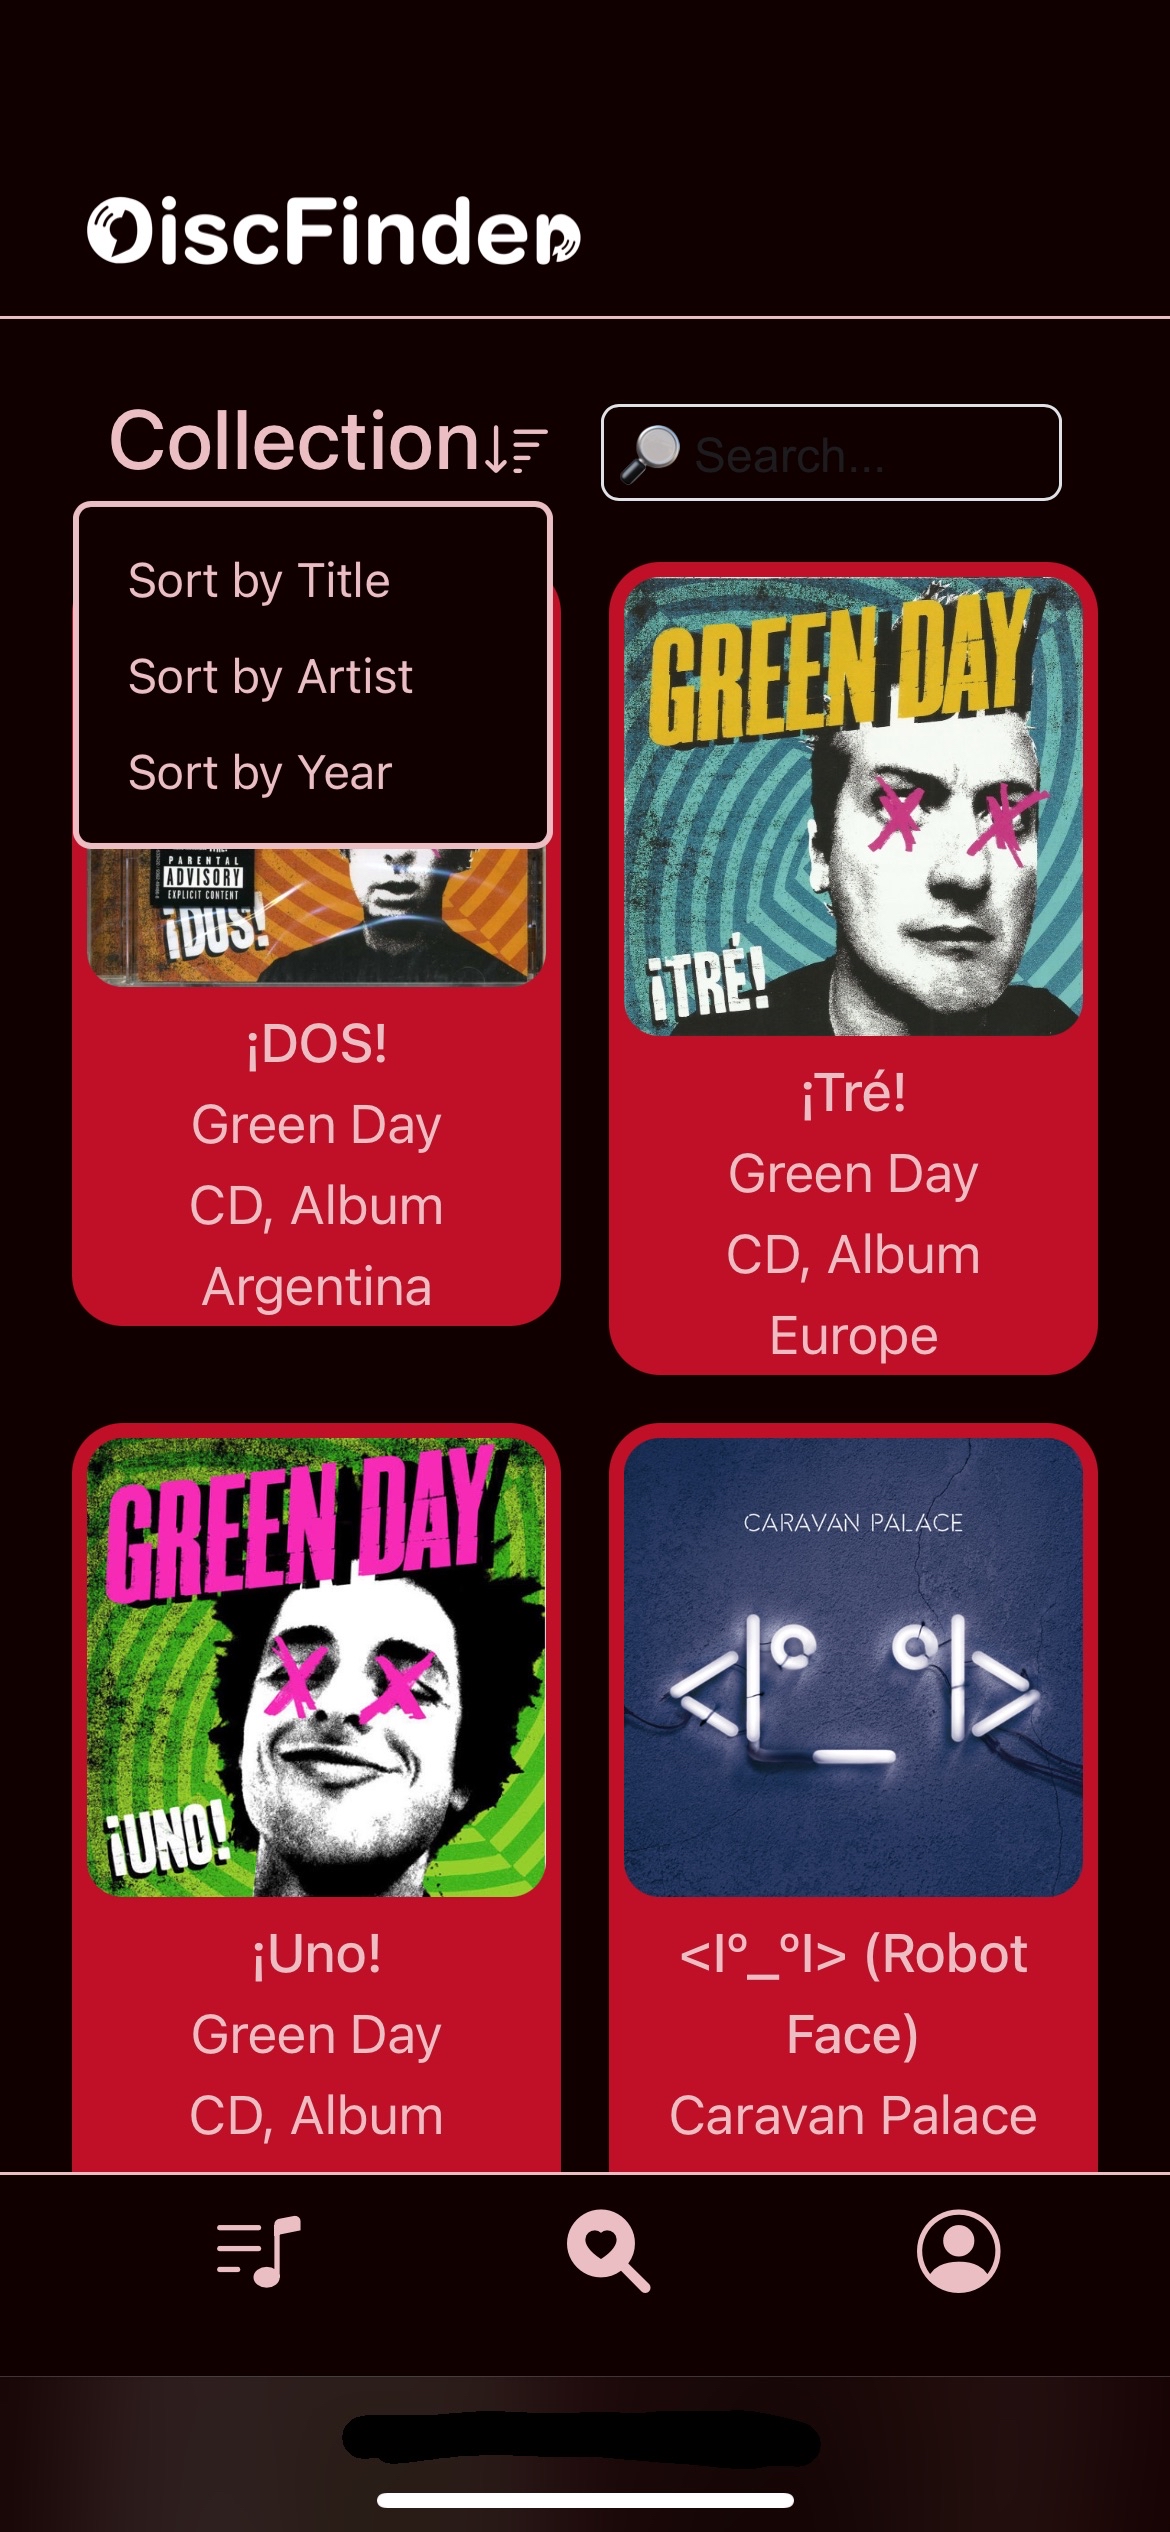 DiscFinder
Collection
🔎 Search...
Sort by Title
Sort by Artist
Sort by Year
PARENTAL
ADVISORY
EXPLICIT CONTENT
¡DOS!
¡DOS!
Green Day
CD, Album
Argentina
GREEN DAY
¡TRÉ!
¡Tré!
Green Day
CD, Album
Europe
GREEN DAY
¡UNO!
¡Uno!
Green Day
CD, Album
CARAVAN PALACE
<|°_°|>
<I°_°I> (Robot
Face)
Caravan Palace